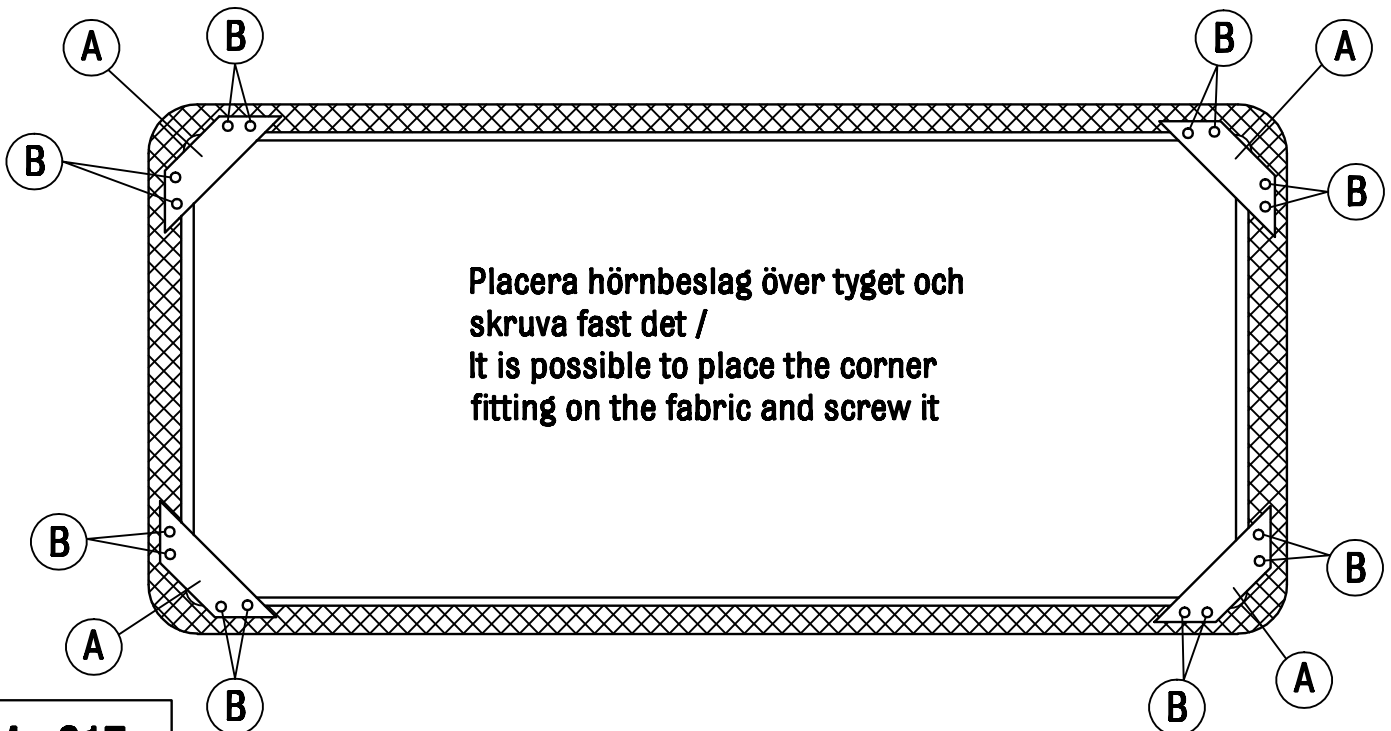 A
B
B
A
B
B
Placera hörnbeslag över tyget och
skruva fast det /
It is possible to place the corner
fitting on the fabric and screw it
B
B
A
A
B
B